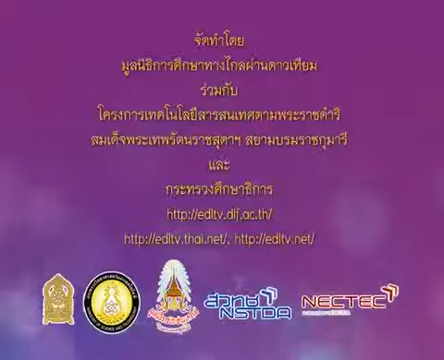 จัดทำโดย
มูลนิธิการศึกษาทางไกลผ่านดาวเทียม
ร่วมกับ
โครงการเทคโนโลยีสารสนเทศตามพระราชดำริ
สมเด็จพระเทพรัตนราชสุดาฯ สยามบรมราชกุมารี
และ
กระทรวงศึกษาธิการ
http://edltv.dlf.ac.th/
http://edltv.thai.net/, http://edltv.net/
สวทช NECTEC
NSTDA